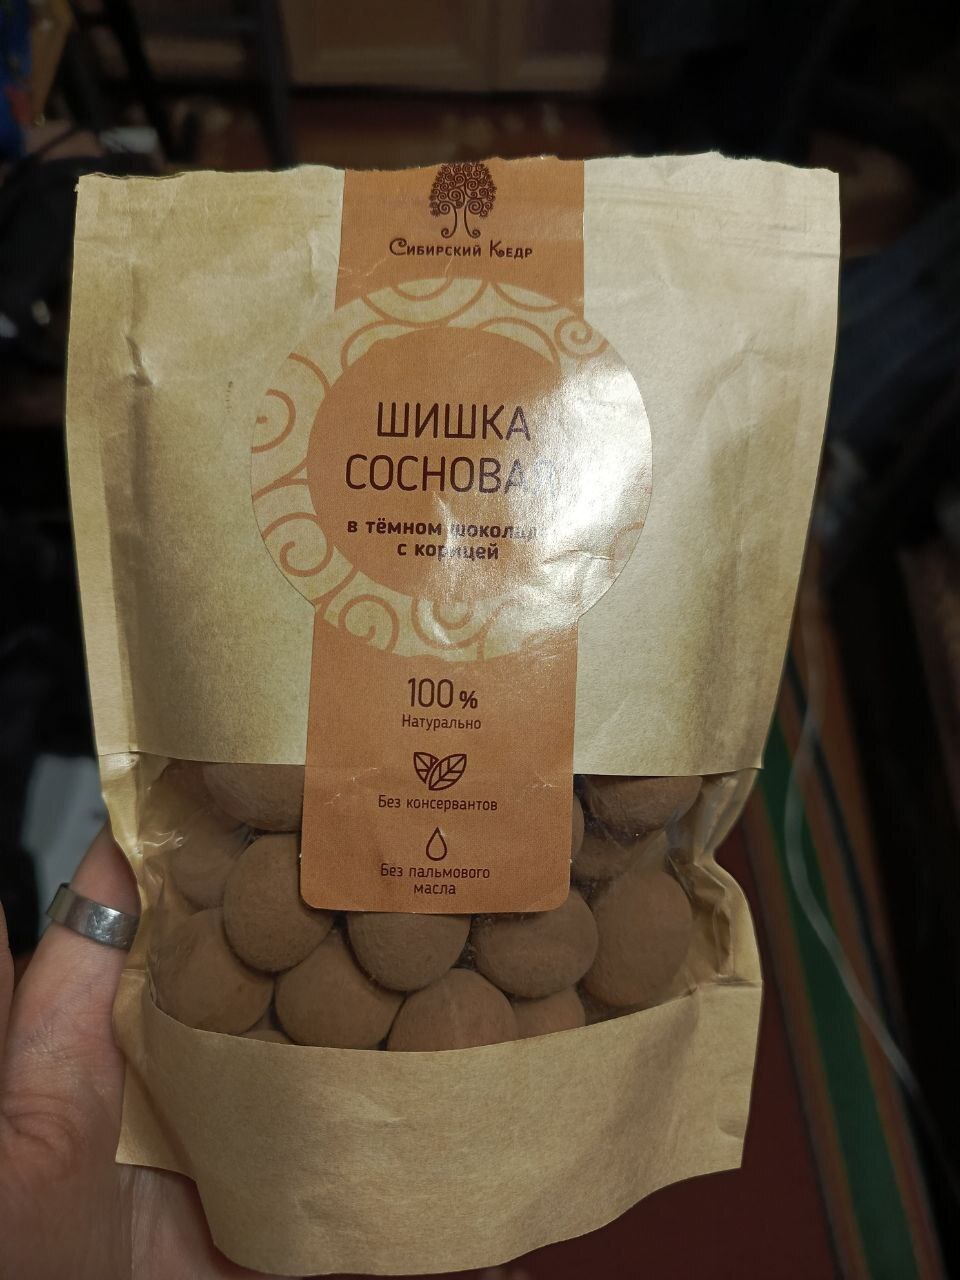 Сибирский Кедр
ШИШКА
СОСНОВАЯ
в тёмном шоколаде
с корицей
100%
Натурально
Без консервантов
Без пальмового
масла